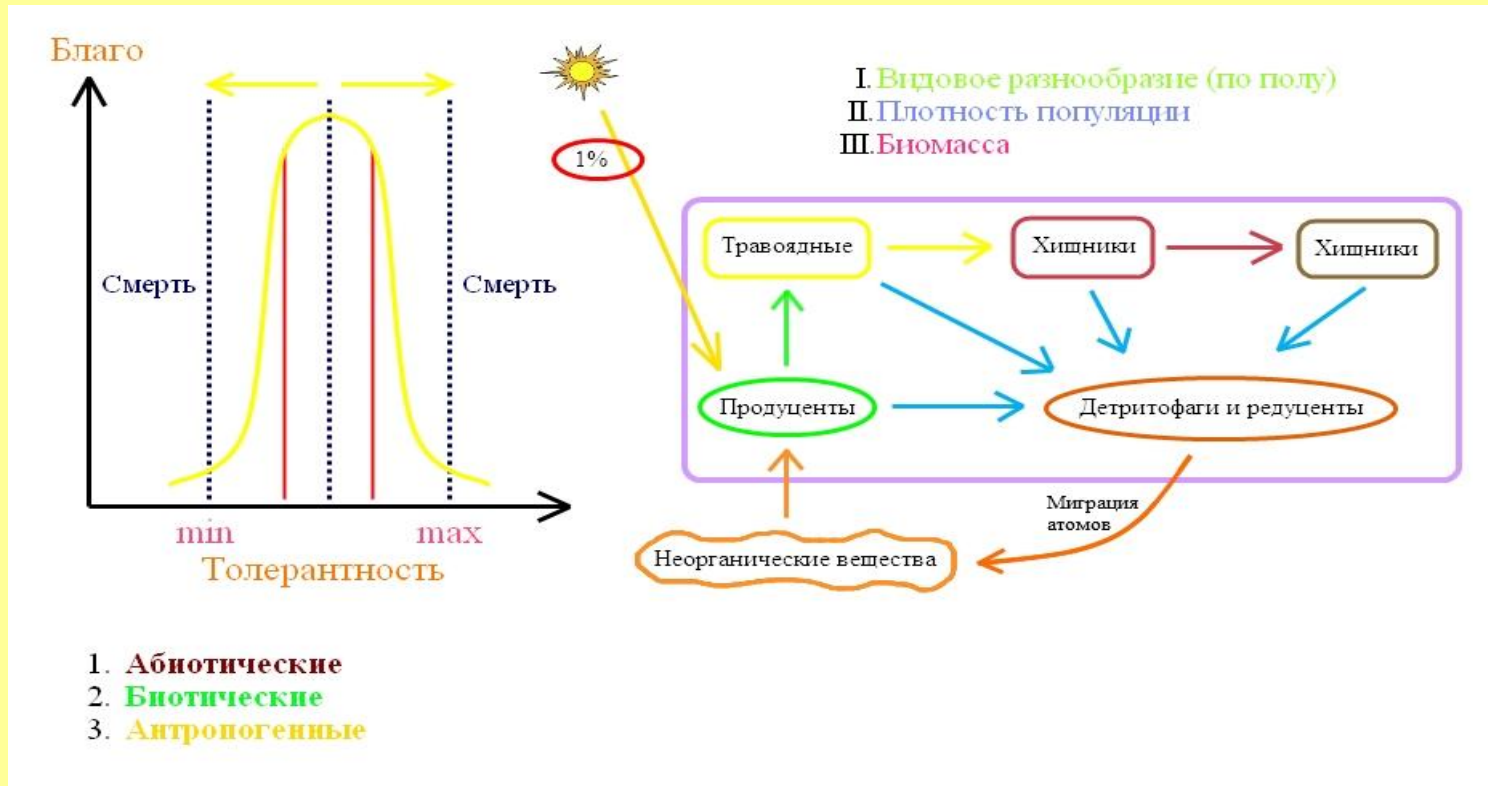 Благо
Смерть
Смерть
min
max
Толерантность
1. Абиотические
2. Биотические
3. Антропогенные
1%
I. Видовое разнообразие (по полу)
II. Плотность популяции
III. Биомасса
Травоядные
Хищники
Хищники
Продуценты
Детритофаги и редуценты
Миграция
атомов
Неорганические вещества